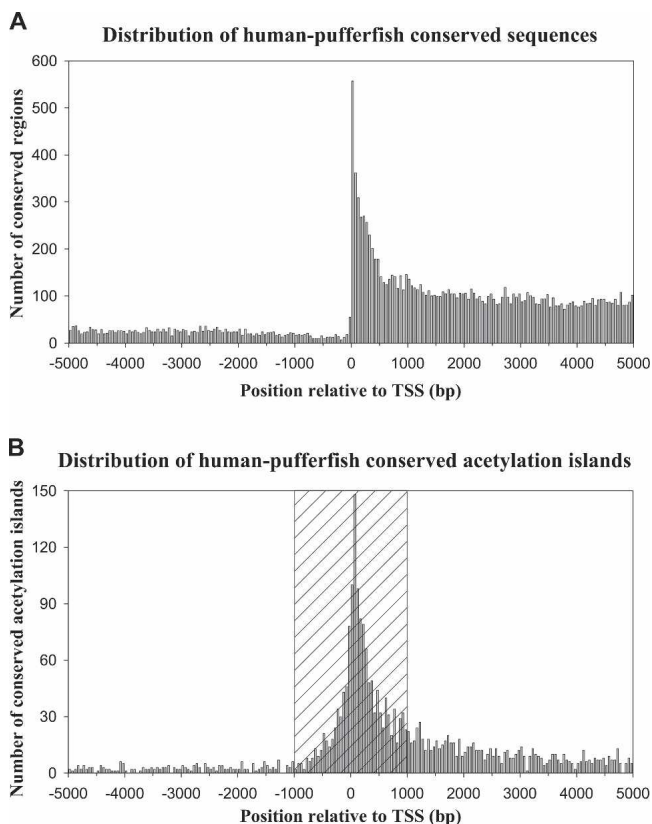 A
Distribution of human-pufferfish conserved sequences
Number of conserved regions
600
500
400
300
200
100
0
-5000 -4000 -3000 -2000 -1000 0 1000 2000 3000 4000 5000
Position relative to TSS (bp)
B
Distribution of human-pufferfish conserved acetylation islands
Number of conserved acetylation islands
150
120
90
60
30
0
-5000 -4000 -3000 -2000 -1000 0 1000 2000 3000 4000 5000
Position relative to TSS (bp)